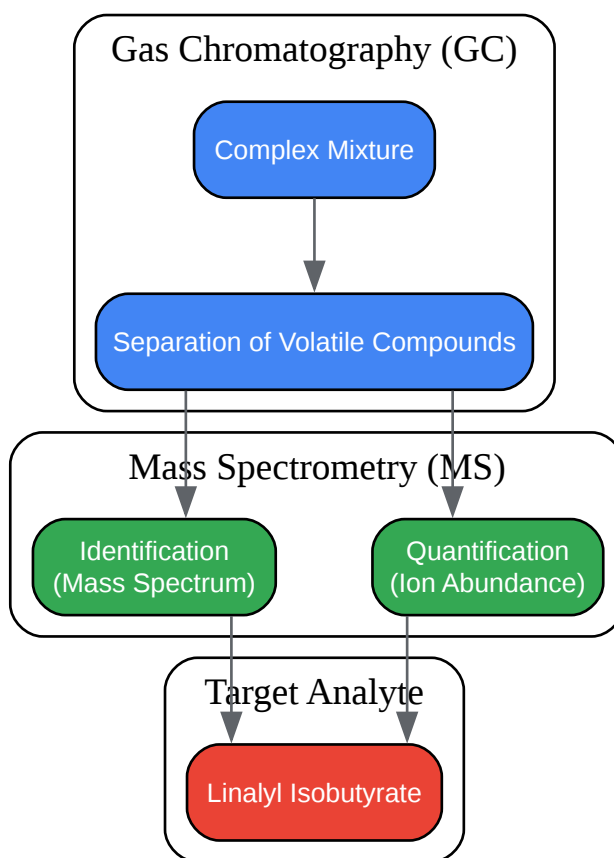 Gas Chromatography (GC)
Complex Mixture
Separation of Volatile Compounds
Mass Spectrometry (MS)
Identification
(Mass Spectrum)
Quantification
(Ion Abundance)
Target Analyte
Linalyl Isobutyrate